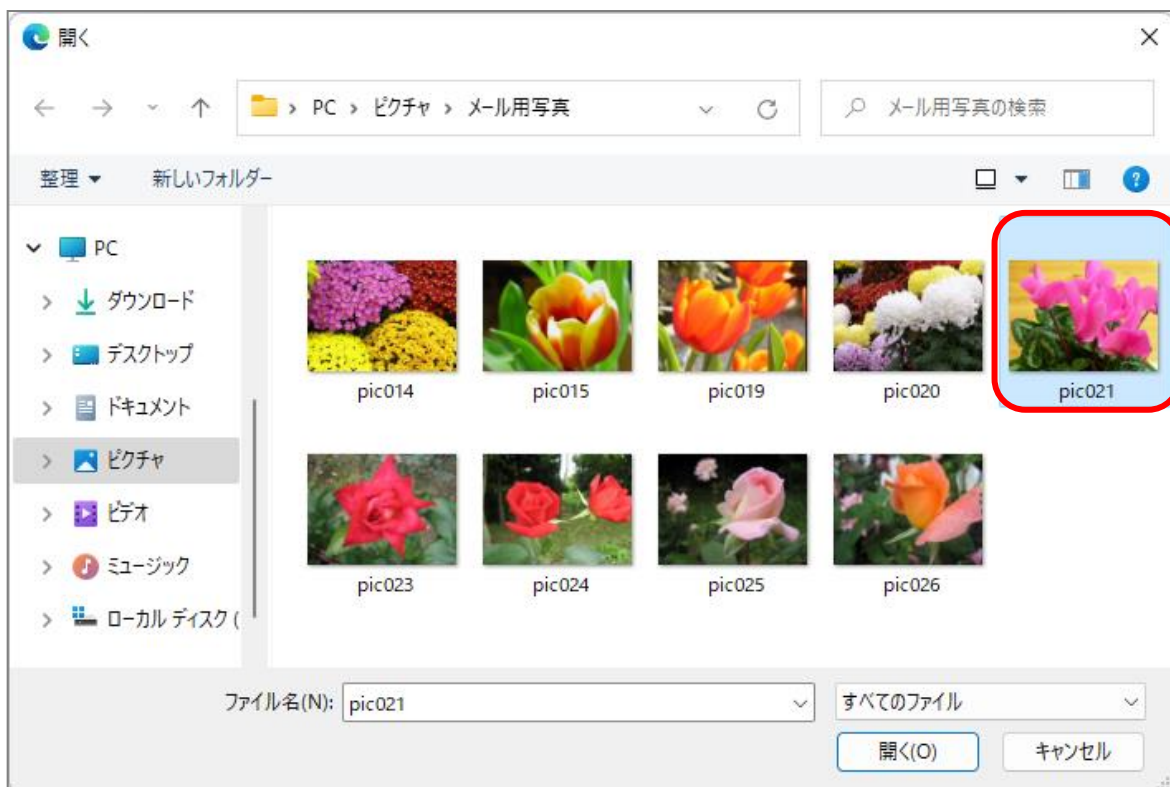 開く
PC › ピクチャ › メール用写真
メール用写真の検索
整理
新しいフォルダー
PC
ダウンロード
デスクトップ
ドキュメント
ピクチャ
ビデオ
ミュージック
ローカル ディスク (
pic014 pic015 pic019 pic020 pic021
pic023 pic024 pic025 pic026
ファイル名(N): pic021 すべてのファイル
開く(O) キャンセル